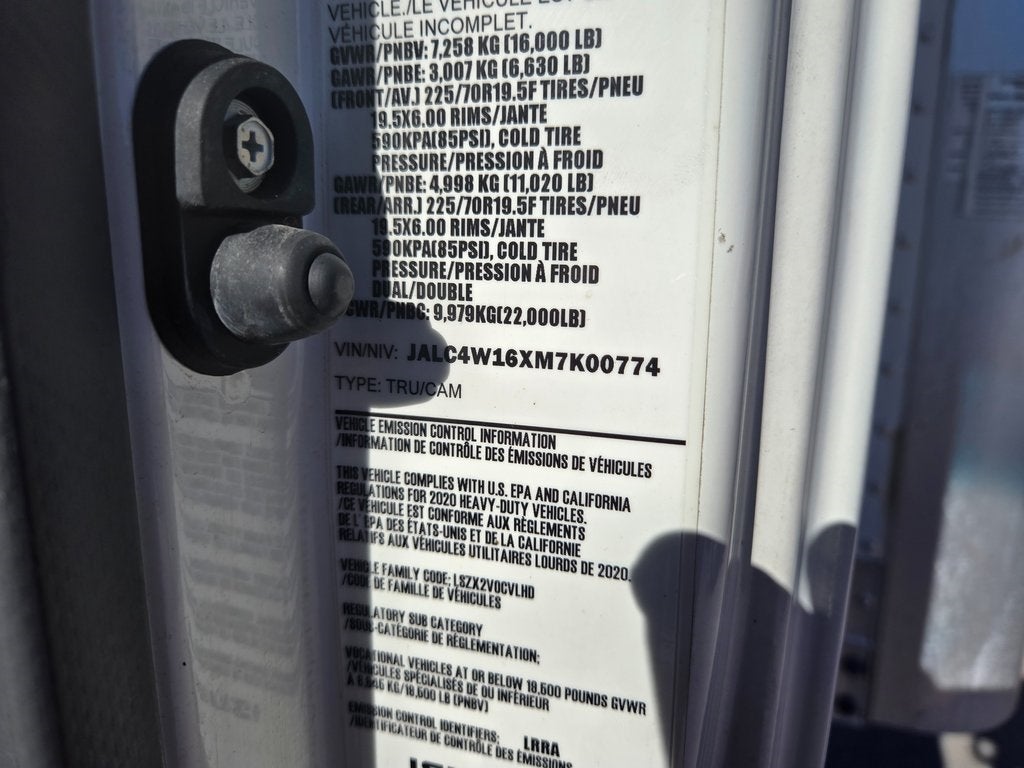 VEHICLE./LE VÉHICULE
VÉHICULE INCOMPLET.
GVWR/PNBV: 7,258 KG (16,000 LB)
GAWR/PNBE: 3,007 KG (6,630 LB)
(FRONT/AV.) 225/70R19.5F TIRES/PNEU
19.5X6.00 RIMS/JANTE
590KPA(85PSI), COLD TIRE
PRESSURE/PRESSION À FROID
GAWR/PNBE: 4,998 KG (11,020 LB)
(REAR/ARR.) 225/70R19.5F TIRES/PNEU
19.5X6.00 RIMS/JANTE
590KPA(85PSI), COLD TIRE
PRESSURE/PRESSION À FROID
DUAL/DOUBLE
GCWR/PNBC: 9,979KG(22,000LB)
VIN/NIV: JALC4W16XM7K00774
TYPE: TRU/CAM
VEHICLE EMISSION CONTROL INFORMATION
/INFORMATION DE CONTRÔLE DES ÉMISSIONS DE VÉHICULES
THIS VEHICLE COMPLIES WITH U.S. EPA AND CALIFORNIA
REGULATIONS FOR 2020 HEAVY-DUTY VEHICLES.
/CE VÉHICULE EST CONFORME AUX RÈGLEMENTS
DE L'EPA DES ÉTATS-UNIS ET DE LA CALIFORNIE
RELATIFS AUX VÉHICULES UTILITAIRES LOURDS DE 2020.
VEHICLE FAMILY CODE: LSZX2VOCVLHD
/CODE DE FAMILLE DE VÉHICULES
REGULATORY SUB CATEGORY
/SOUS-CATÉGORIE DE RÉGLEMENTATION:
VOCATIONAL VEHICLES AT OR BELOW 19,500 POUNDS GVWR
/VÉHICULES SPÉCIALISÉS DE OU INFÉRIEUR
À 8,845 KG/19,500 LB (PNBV)
EMISSION CONTROL IDENTIFIERS: LRRA
/IDENTIFICATEUR DE CONTRÔLE DES ÉMISSIONS